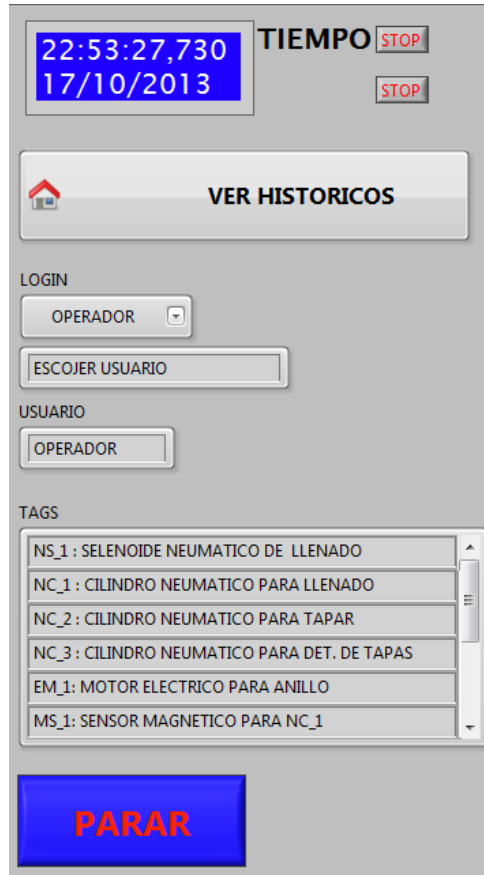 22:53:27,730
17/10/2013
TIEMPO STOP
STOP
VER HISTORICOS
LOGIN
OPERADOR
ESCOJER USUARIO
USUARIO
OPERADOR
TAGS
NS_1 : SELENOIDE NEUMATICO DE LLENADO
NC_1 : CILINDRO NEUMATICO PARA LLENADO
NC_2 : CILINDRO NEUMATICO PARA TAPAR
NC_3 : CILINDRO NEUMATICO PARA DET. DE TAPAS
EM_1: MOTOR ELECTRICO PARA ANILLO
MS_1: SENSOR MAGNETICO PARA NC_1
PARAR